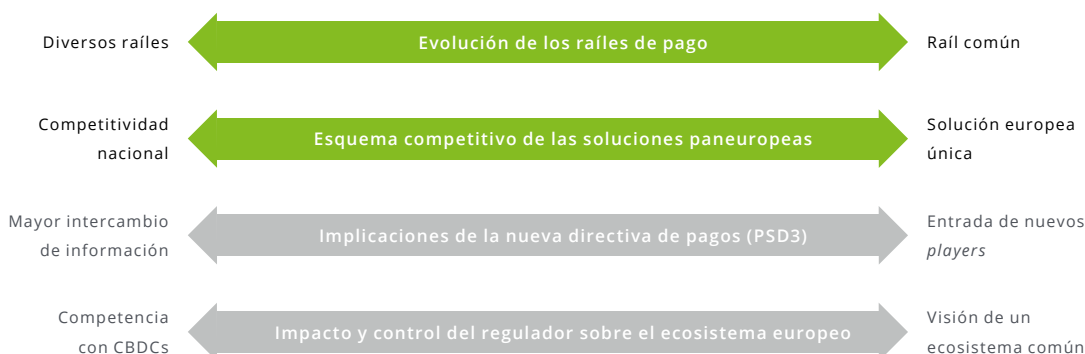 Diversos raíles
Evolución de los raíles de pago
Raíl común
Competitividad
nacional
Esquema competitivo de las soluciones paneuropeas
Solución europea
única
Mayor intercambio
de información
Implicaciones de la nueva directiva de pagos (PSD3)
Entrada de nuevos
players
Competencia
con CBDCs
Impacto y control del regulador sobre el ecosistema europeo
Visión de un
ecosistema común